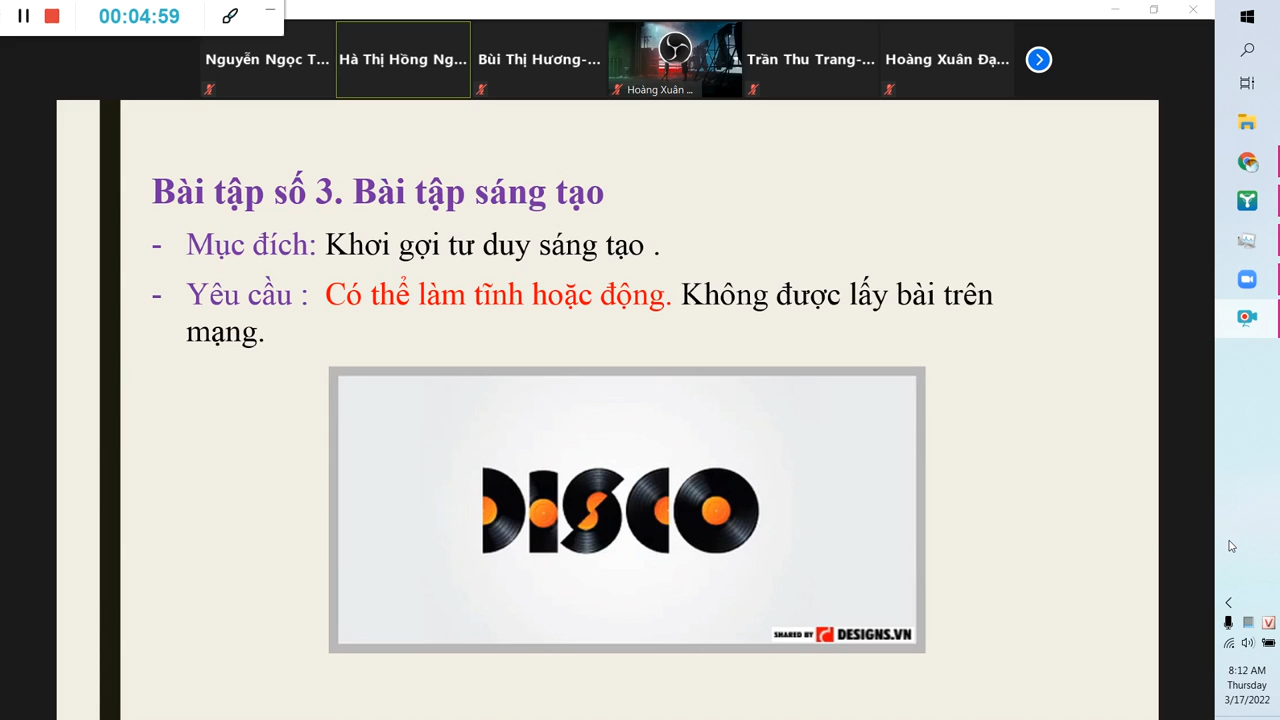 00:04:59
Nguyễn Ngọc T...
Hà Thị Hồng Ng...
Bùi Thị Hương-...
Hoàng Xuân ...
Trần Thu Trang-...
Hoàng Xuân Đạ...
Bài tập số 3. Bài tập sáng tạo
- Mục đích: Khơi gợi tư duy sáng tạo .
- Yêu cầu : Có thể làm tĩnh hoặc động. Không được lấy bài trên
mạng.
DISCO
SHARED BY DESIGNS.VN
8:12 AM
Thursday
3/17/2022